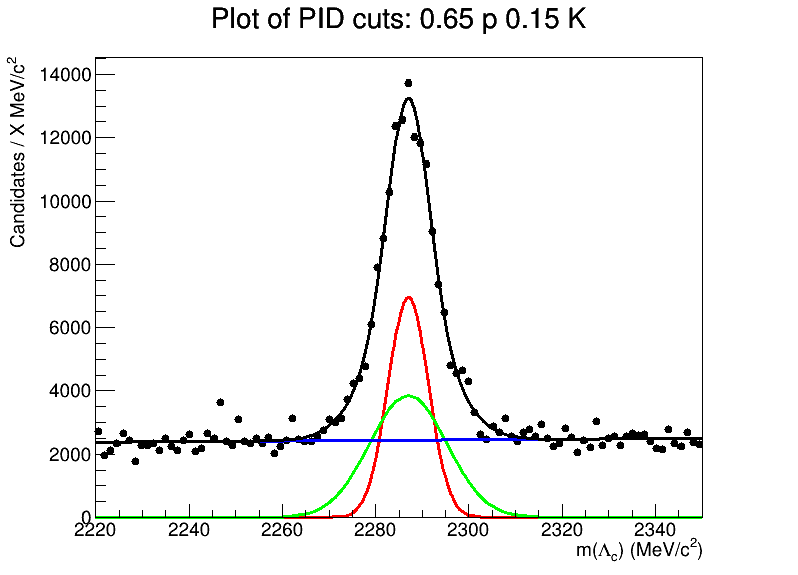 Plot of PID cuts: 0.65 p 0.15 K
Candidates / X MeV/c²
14000
12000
10000
8000
6000
4000
2000
0
2220 2240 2260 2280 2300 2320 2340
m(Λc) (MeV/c²)